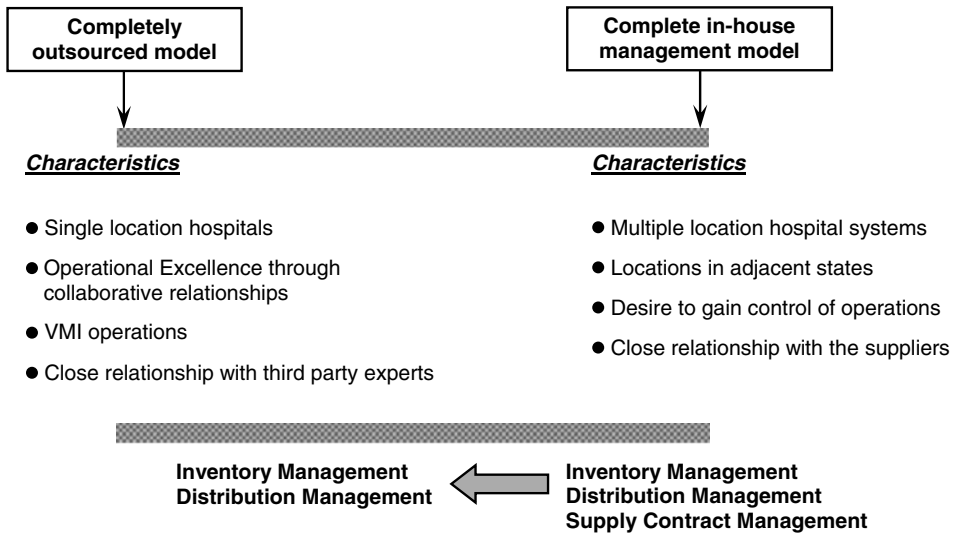 Completely
outsourced model
Complete in-house
management model
Characteristics
● Single location hospitals
● Operational Excellence through
collaborative relationships
● VMI operations
● Close relationship with third party experts
Characteristics
● Multiple location hospital systems
● Locations in adjacent states
● Desire to gain control of operations
● Close relationship with the suppliers
Inventory Management
Distribution Management
Inventory Management
Distribution Management
Supply Contract Management